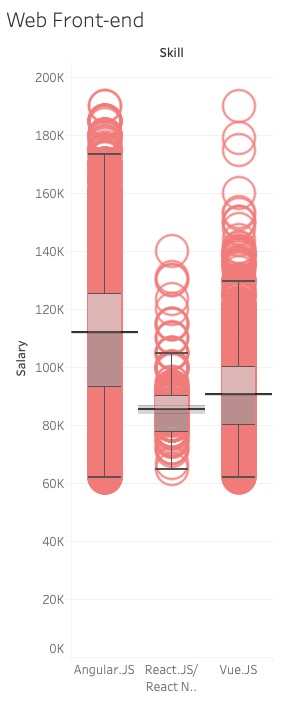 Web Front-end
Skill
200K
180K
160K
140K
120K
100K
80K
60K
40K
20K
0K
Salary
Angular.JS
React.JS/
React N..
Vue.JS